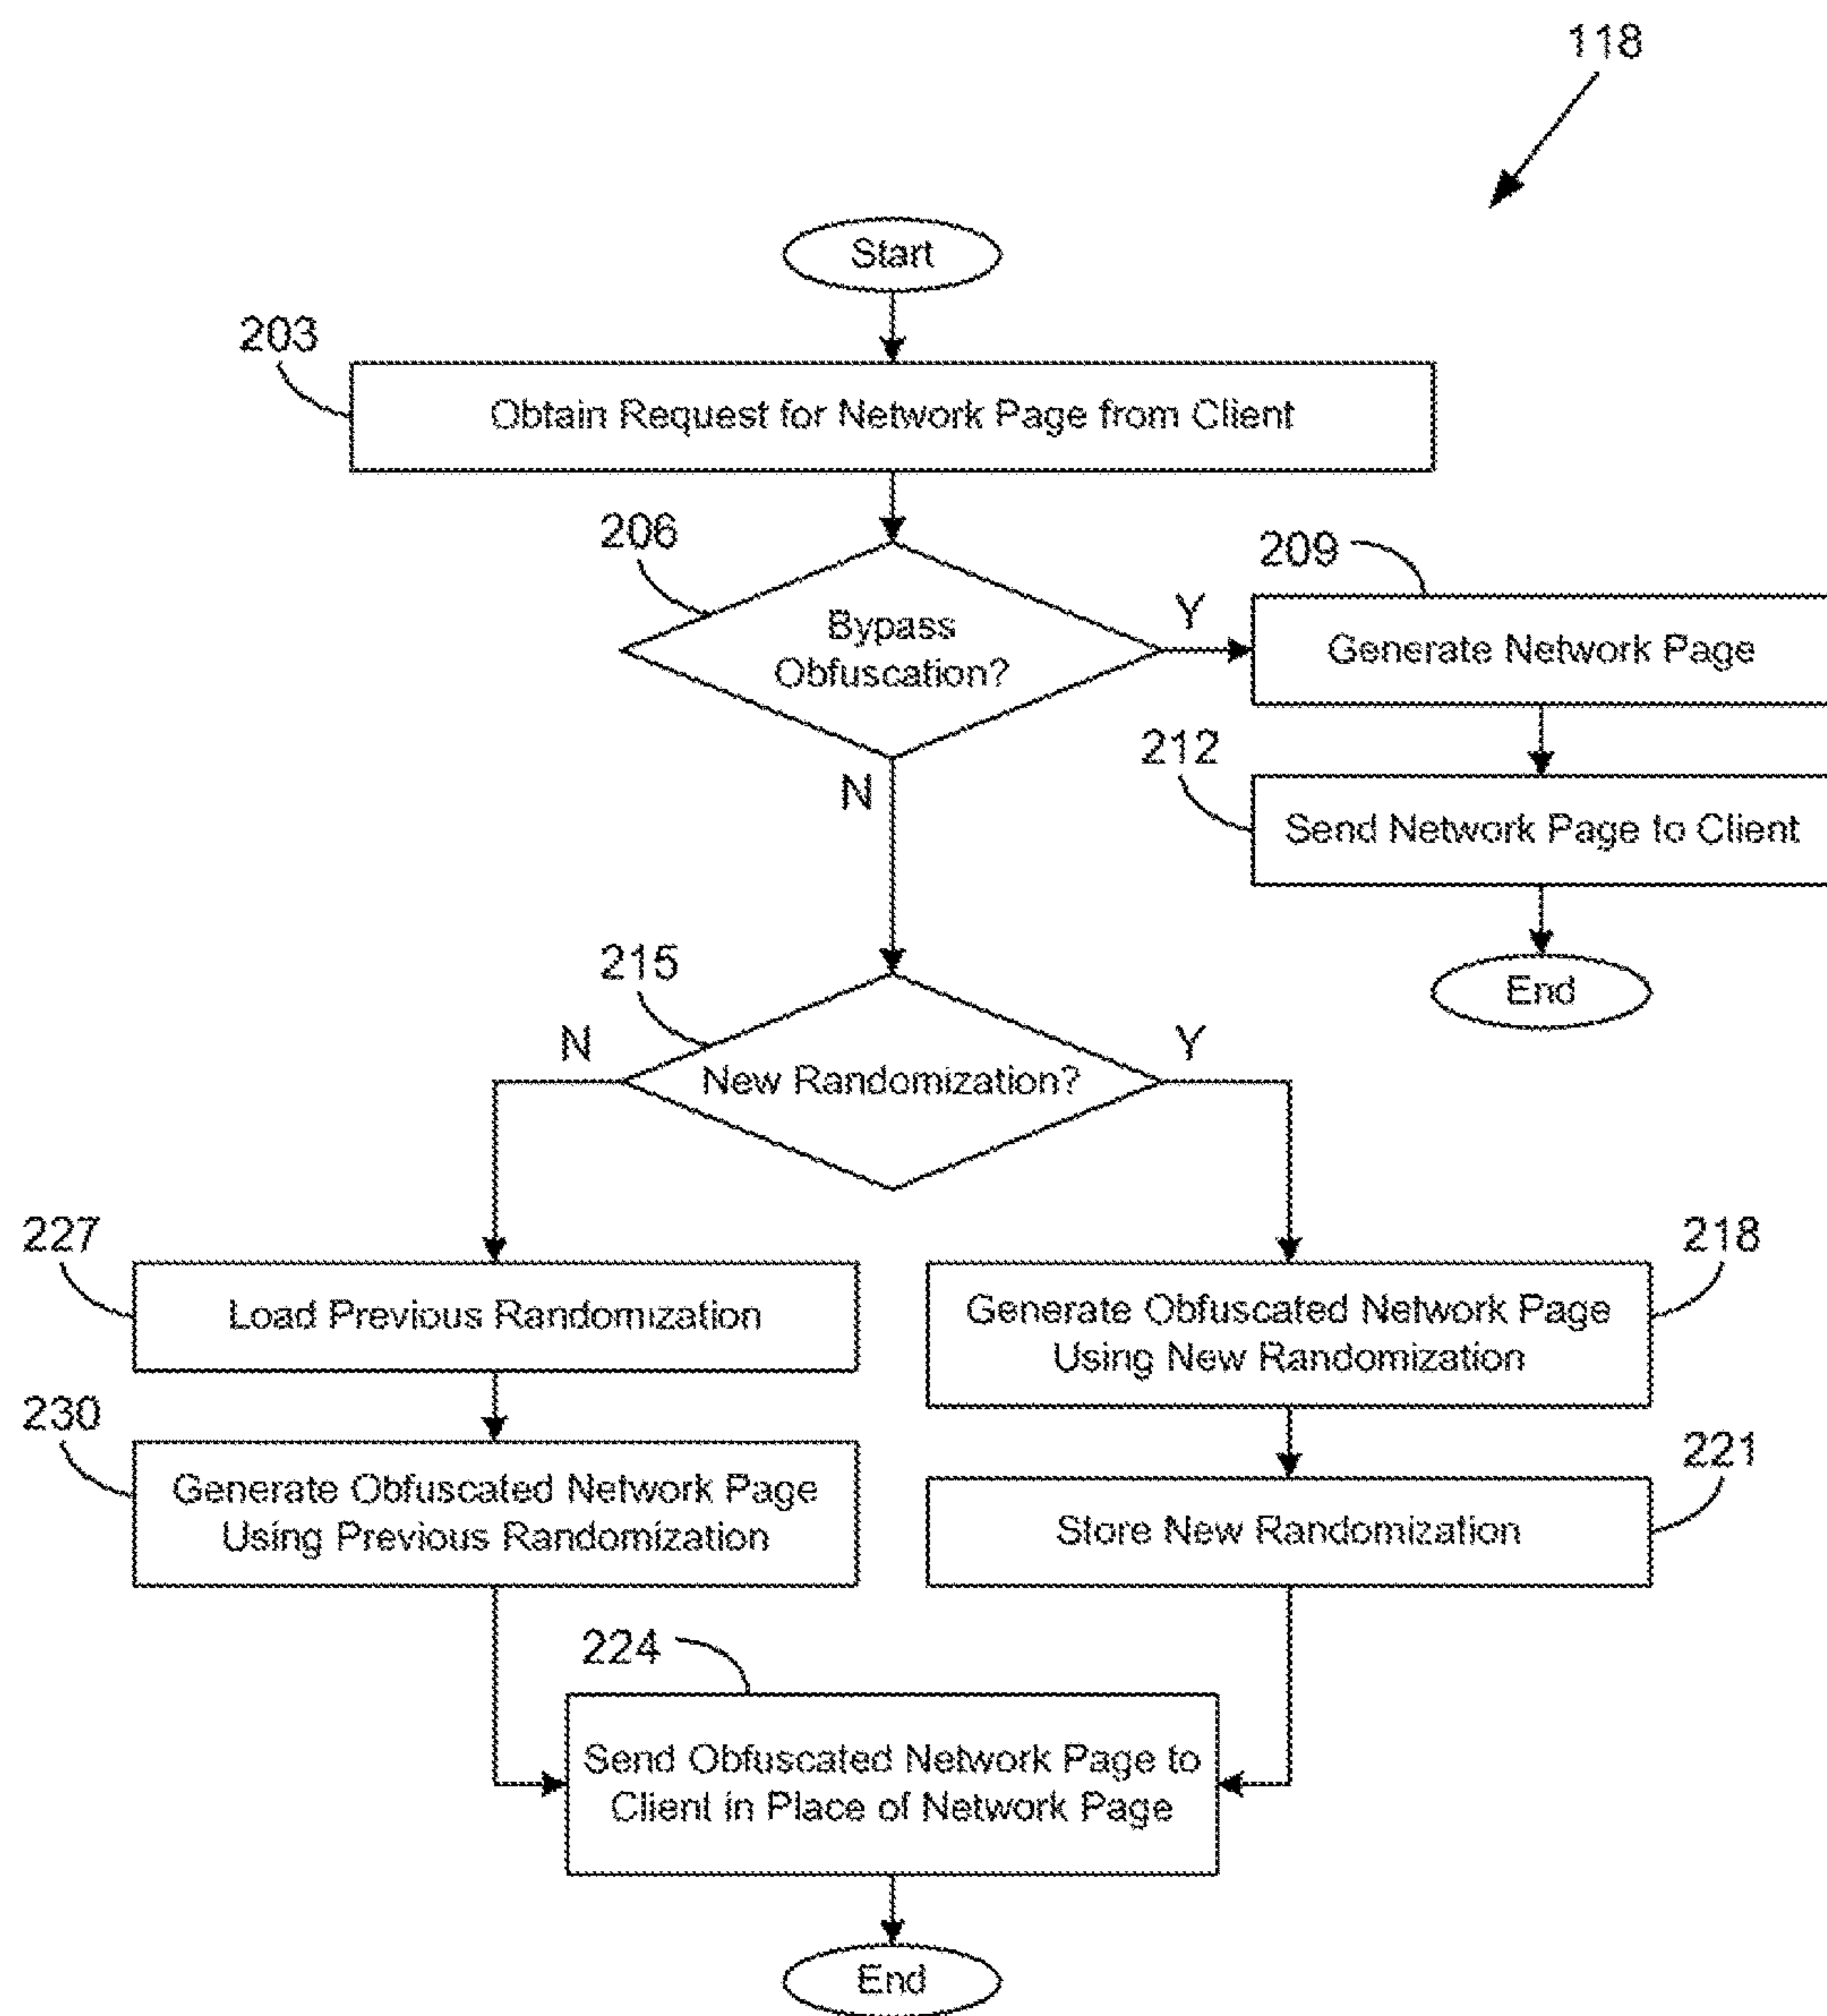 118
Start
203
Obtain Request for Network Page from Client
206
Bypass
Obfuscation?
Y
209
Generate Network Page
212
Send Network Page to Client
End
N
215
New Randomization?
N
Y
227
Load Previous Randomization
218
Generate Obfuscated Network Page
Using New Randomization
230
Generate Obfuscated Network Page
Using Previous Randomization
221
Store New Randomization
224
Send Obfuscated Network Page to
Client in Place of Network Page
End